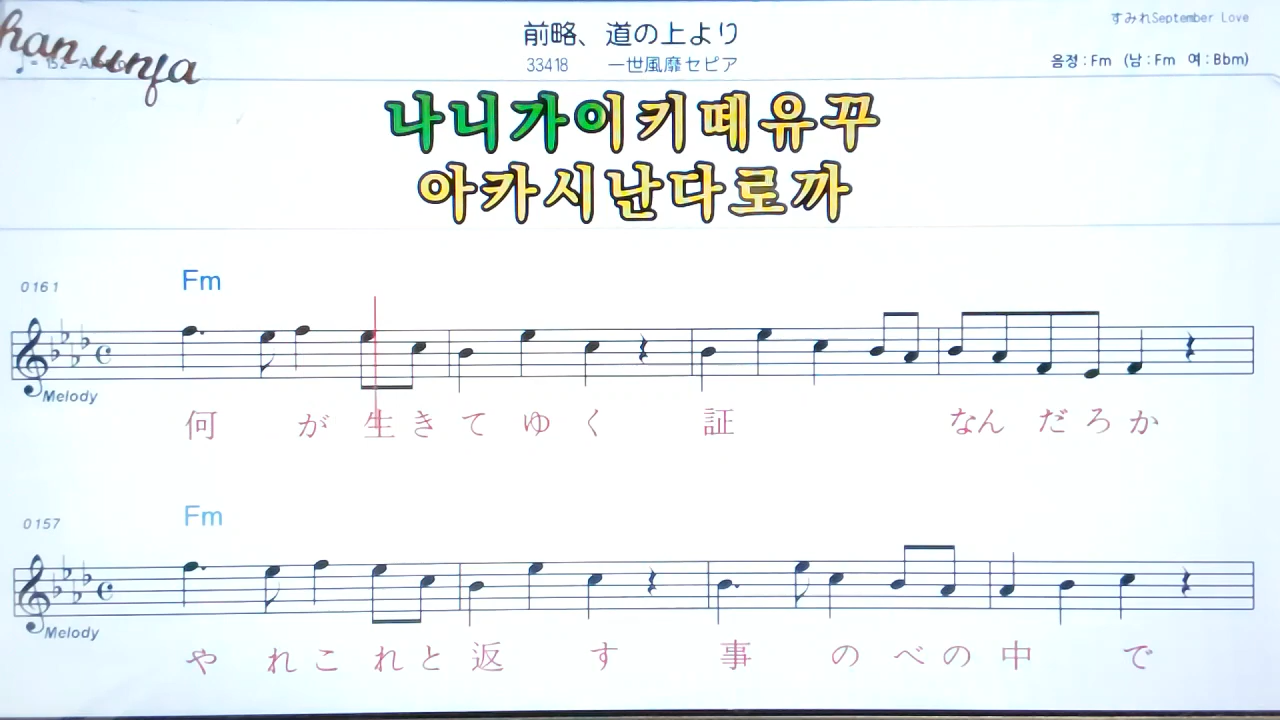 すみれSeptember Love
前略、道の上より
33418 一世風靡セピア
음정 : Fm (남 : Fm 여 : Bbm)
han unfa
나니가이키떼유꾸
아카시난다로까
0161
Fm
Melody
何 が 生 き て ゆ く 証 なん だ ろ か
0157
Fm
Melody
や れ こ れ と 返 す 事 の べ の 中 で